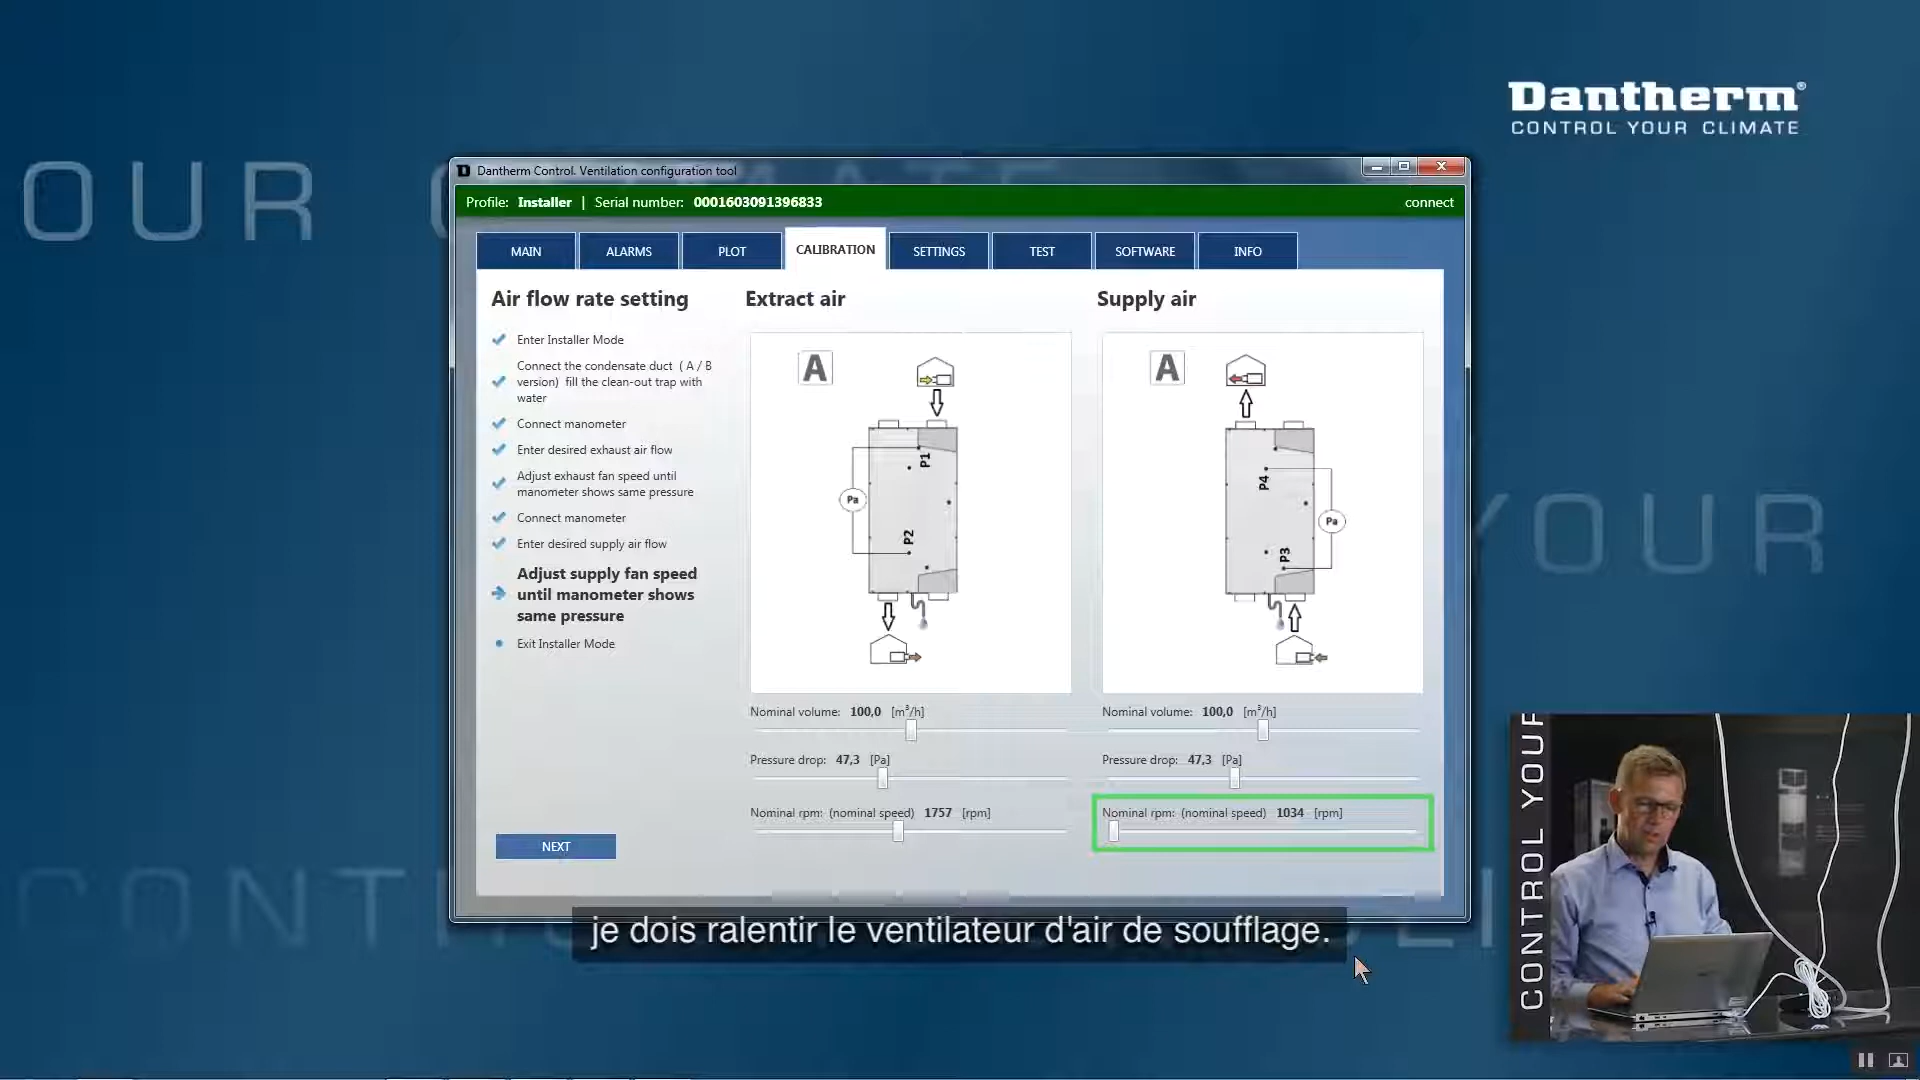 Dantherm®
CONTROL YOUR CLIMATE
OUR CLIMATE
YOUR
CONT
CONTROL YOUR
Dantherm Control. Ventilation configuration tool
Profile: Installer | Serial number: 0001603091396833 connect
MAIN ALARMS PLOT CALIBRATION SETTINGS TEST SOFTWARE INFO
Air flow rate setting
Enter Installer Mode
Connect the condensate duct ( A / B
version) fill the clean-out trap with
water
Connect manometer
Enter desired exhaust air flow
Adjust exhaust fan speed until
manometer shows same pressure
Connect manometer
Enter desired supply air flow
Adjust supply fan speed
until manometer shows
same pressure
Exit Installer Mode
NEXT
Extract air
A
P1
Pa
P2
Nominal volume: 100,0 [m³/h]
Pressure drop: 47,3 [Pa]
Nominal rpm: (nominal speed) 1757 [rpm]
Supply air
A
P4
Pa
P3
Nominal volume: 100,0 [m³/h]
Pressure drop: 47,3 [Pa]
Nominal rpm: (nominal speed) 1034 [rpm]
je dois ralentir le ventilateur d'air de soufflage.